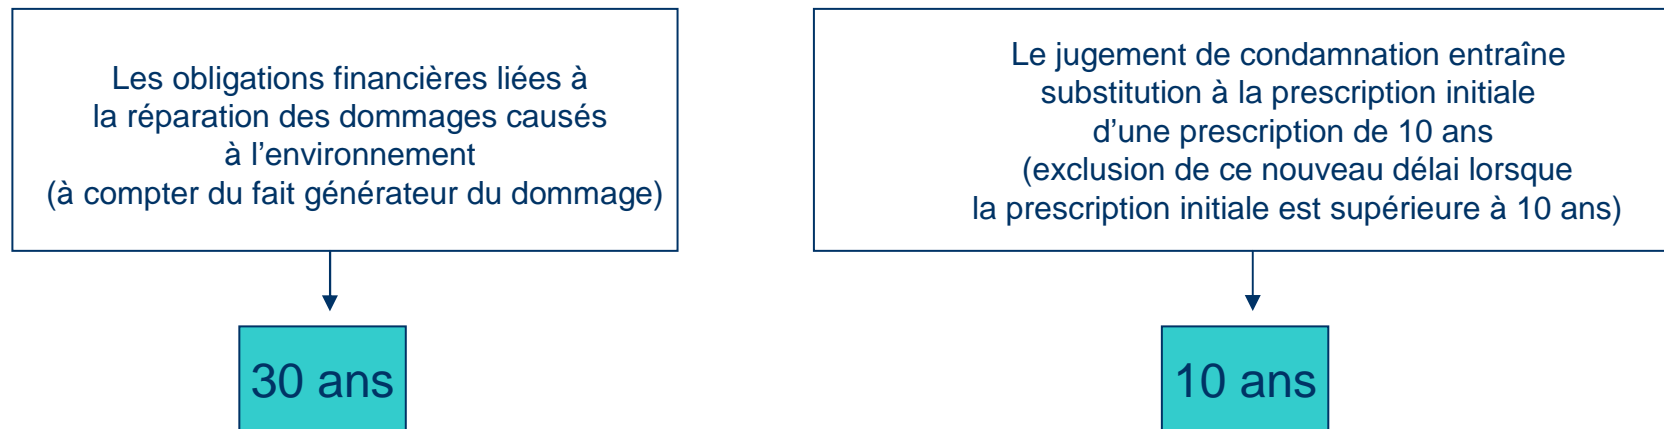 Les obligations financières liées à
la réparation des dommages causés
à l'environnement
(à compter du fait générateur du dommage)
30 ans
Le jugement de condamnation entraîne
substitution à la prescription initiale
d'une prescription de 10 ans
(exclusion de ce nouveau délai lorsque
la prescription initiale est supérieure à 10 ans)
10 ans